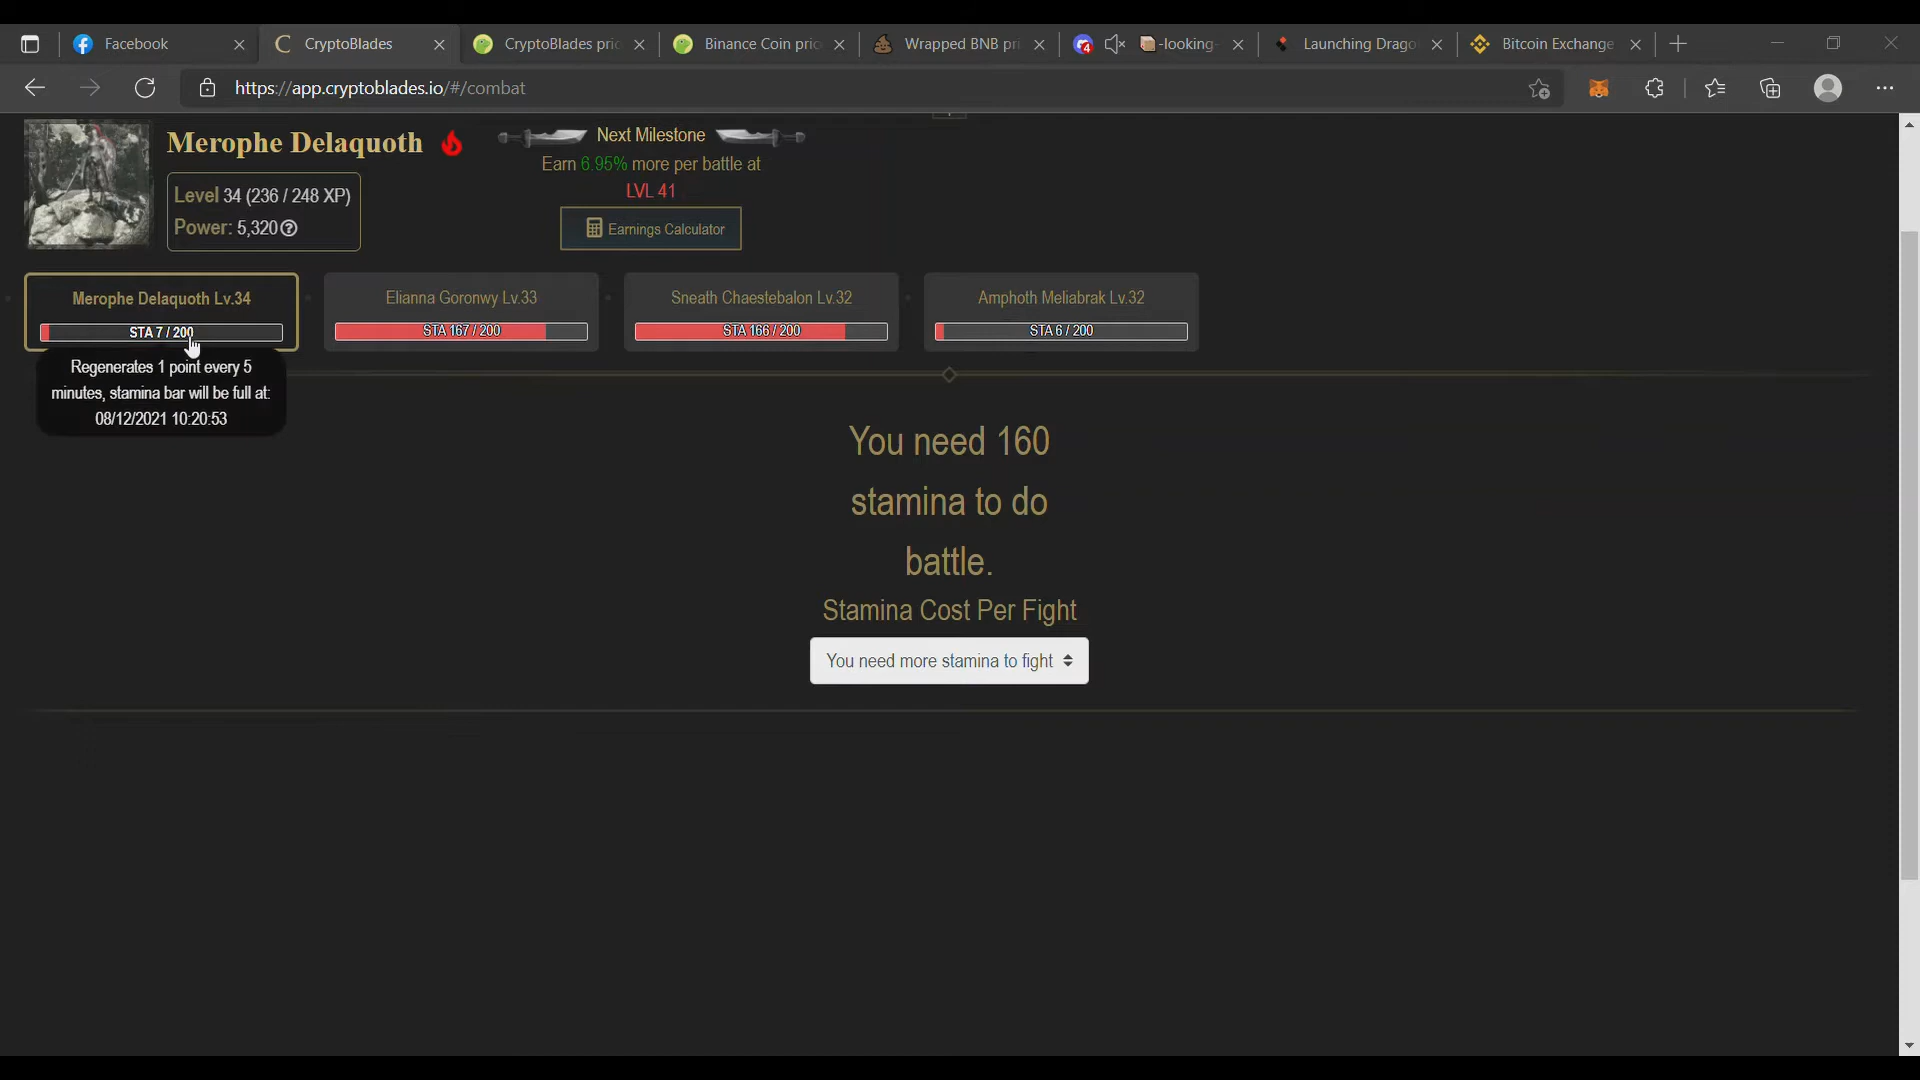 Facebook
CryptoBlades
CryptoBlades pric
Binance Coin pric
Wrapped BNB pri
4
-looking-
Launching Drago
Bitcoin Exchange
https://app.cryptoblades.io/#/combat
Merophe Delaquoth
Level 34 (236 / 248 XP)
Power: 5,320
Next Milestone
Earn 6.95% more per battle at
LVL 41
Earnings Calculator
Merophe Delaquoth Lv.34
STA 7 / 200
Elianna Goronwy Lv.33
STA 167 / 200
Sneath Chaestebalon Lv.32
STA 166 / 200
Amphoth Meliabrak Lv.32
STA 6 / 200
Regenerates 1 point every 5
minutes, stamina bar will be full at:
08/12/2021 10:20:53
You need 160
stamina to do
battle.
Stamina Cost Per Fight
You need more stamina to fight